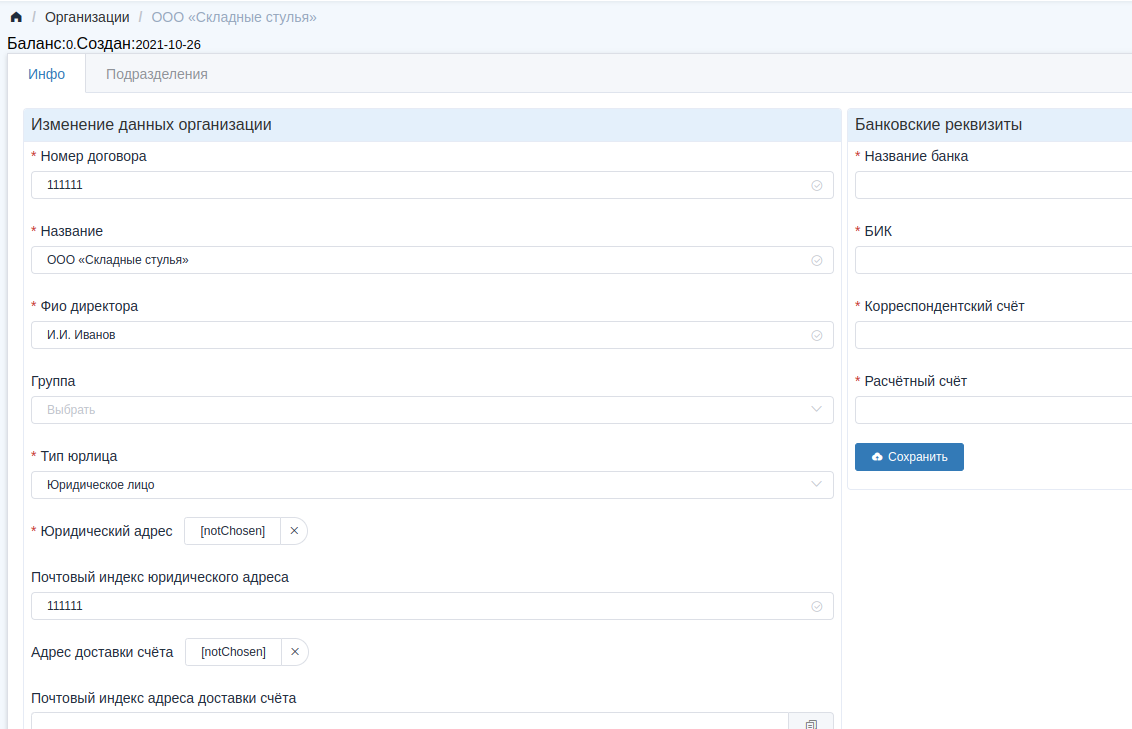 / Организации / ООО «Складные стулья»
Баланс:0.Создан:2021-10-26
Инфо
Подразделения
Изменение данных организации
* Номер договора
111111
* Название
ООО «Складные стулья»
* Фио директора
И.И. Иванов
Группа
Выбрать
* Тип юрлица
Юридическое лицо
* Юридический адрес [notChosen]
Почтовый индекс юридического адреса
111111
Адрес доставки счёта [notChosen]
Почтовый индекс адреса доставки счёта
Банковские реквизиты
* Название банка
* БИК
* Корреспондентский счёт
* Расчётный счёт
Сохранить